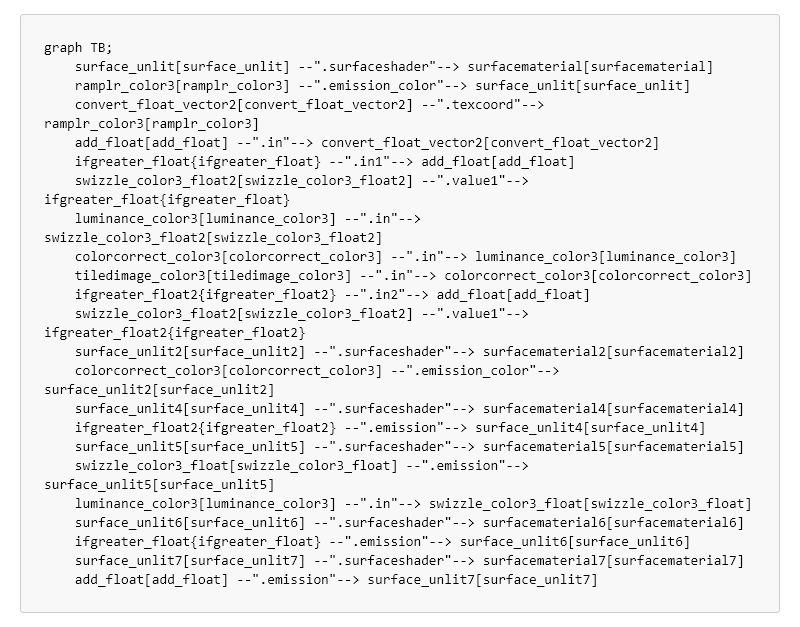 graph TB;
    surface_unlit[surface_unlit] --".surfaceshader"--> surfacematerial[surfacematerial]
    ramplr_color3[ramplr_color3] --".emission_color"--> surface_unlit[surface_unlit]
    convert_float_vector2[convert_float_vector2] --".texcoord"-->
ramplr_color3[ramplr_color3]
    add_float[add_float] --".in"--> convert_float_vector2[convert_float_vector2]
    ifgreater_float{ifgreater_float} --".in1"--> add_float[add_float]
    swizzle_color3_float2[swizzle_color3_float2] --".value1"-->
ifgreater_float{ifgreater_float}
    luminance_color3[luminance_color3] --".in"-->
swizzle_color3_float2[swizzle_color3_float2]
    colorcorrect_color3[colorcorrect_color3] --".in"--> luminance_color3[luminance_color3]
    tiledimage_color3[tiledimage_color3] --".in"--> colorcorrect_color3[colorcorrect_color3]
    ifgreater_float2{ifgreater_float2} --".in2"--> add_float[add_float]
    swizzle_color3_float2[swizzle_color3_float2] --".value1"-->
ifgreater_float2{ifgreater_float2}
    surface_unlit2[surface_unlit2] --".surfaceshader"--> surfacematerial2[surfacematerial2]
    colorcorrect_color3[colorcorrect_color3] --".emission_color"-->
surface_unlit2[surface_unlit2]
    surface_unlit4[surface_unlit4] --".surfaceshader"--> surfacematerial4[surfacematerial4]
    ifgreater_float2{ifgreater_float2} --".emission"--> surface_unlit4[surface_unlit4]
    surface_unlit5[surface_unlit5] --".surfaceshader"--> surfacematerial5[surfacematerial5]
    swizzle_color3_float[swizzle_color3_float] --".emission"-->
surface_unlit5[surface_unlit5]
    luminance_color3[luminance_color3] --".in"--> swizzle_color3_float[swizzle_color3_float]
    surface_unlit6[surface_unlit6] --".surfaceshader"--> surfacematerial6[surfacematerial6]
    ifgreater_float{ifgreater_float} --".emission"--> surface_unlit6[surface_unlit6]
    surface_unlit7[surface_unlit7] --".surfaceshader"--> surfacematerial7[surfacematerial7]
    add_float[add_float] --".emission"--> surface_unlit7[surface_unlit7]